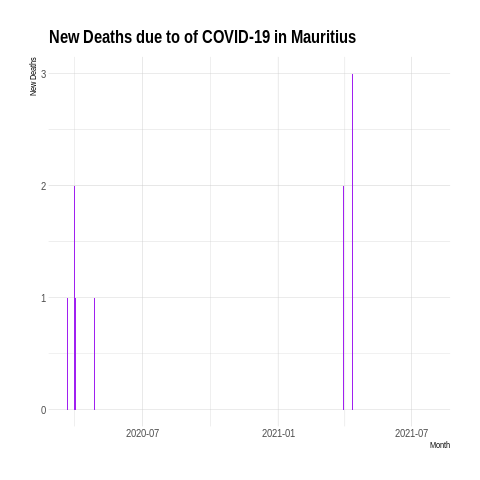 New Deaths due to of COVID-19 in Mauritius
New Deaths
3
2
1
0
2020-07 2021-01 2021-07
Month